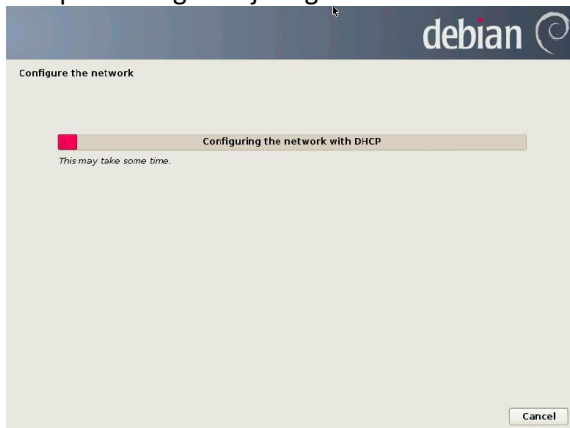 debian
Configure the network
Configuring the network with DHCP
This may take some time.
Cancel